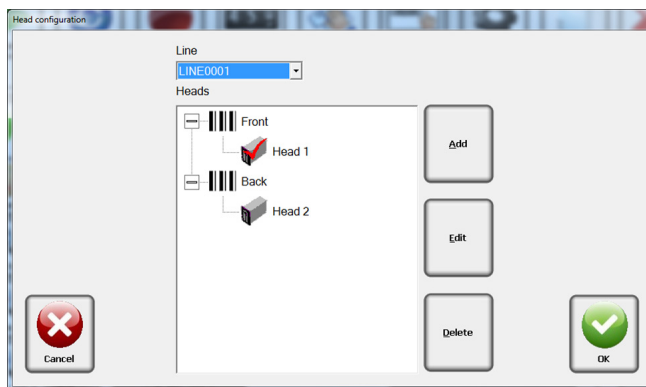 Head configuration
Line
LINE0001
Heads
Front
Head 1
Back
Head 2
Add
Edit
Delete
Cancel
OK